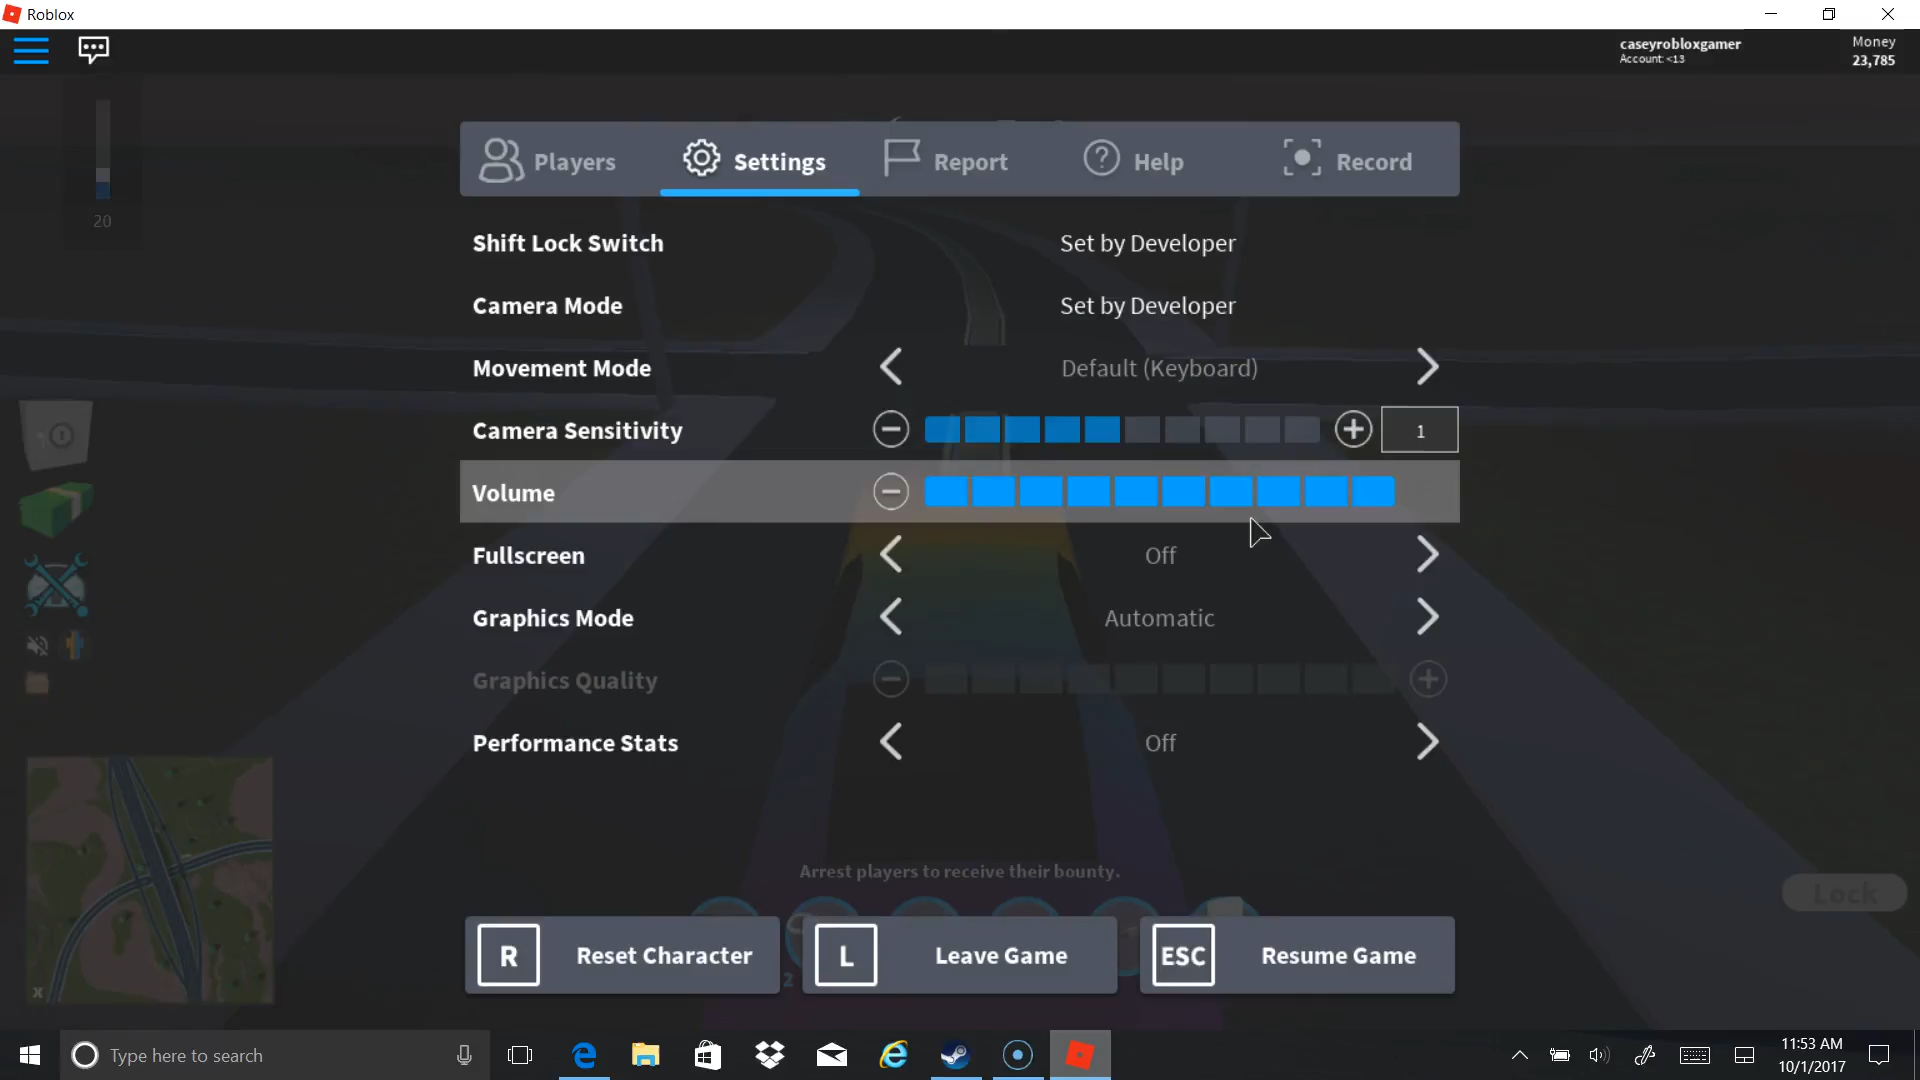 Roblox
caseyrobloxgamer
Account: <13
Money
23,785
20
Players
Settings
Report
Help
Record
Shift Lock Switch
Set by Developer
Camera Mode
Set by Developer
Movement Mode
Default (Keyboard)
Camera Sensitivity
1
Volume
Fullscreen
Off
Graphics Mode
Automatic
Graphics Quality
Performance Stats
Off
Arrest players to receive their bounty.
Lock
2
R Reset Character
L Leave Game
ESC Resume Game
X
Type here to search
11:53 AM
10/1/2017